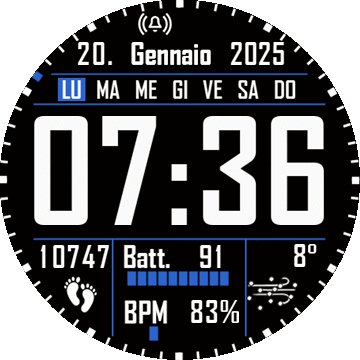 20. Gennaio 2025
LU MA ME GI VE SA DO
07:36
10747 Batt. 91 8°
BPM 83%